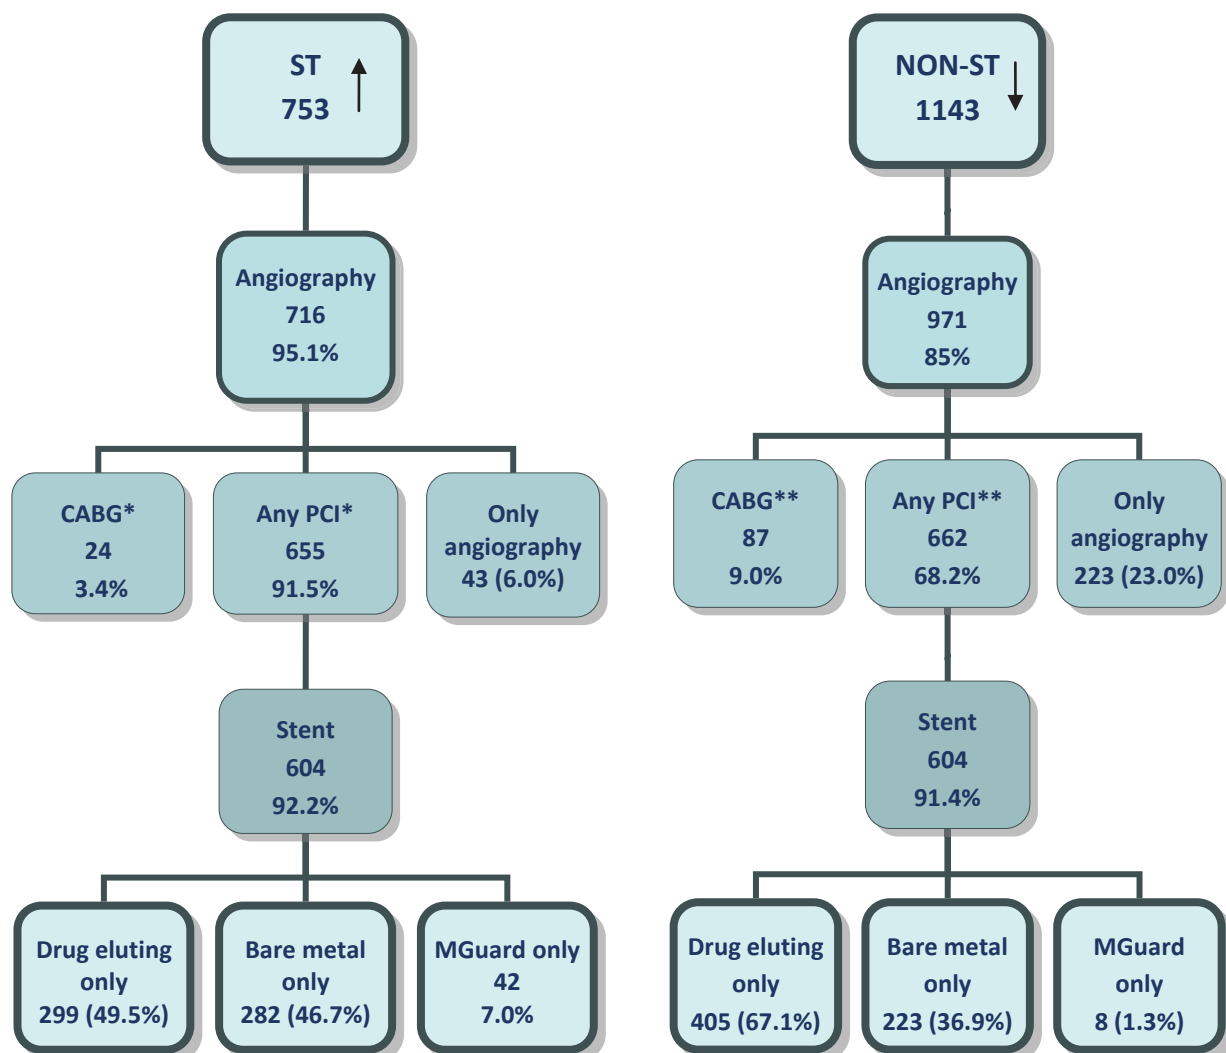 ST
753
Angiography
716
95.1%
CABG*
24
3.4%
Any PCI*
655
91.5%
Only
angiography
43 (6.0%)
Stent
604
92.2%
Drug eluting
only
299 (49.5%)
Bare metal
only
282 (46.7%)
MGuard only
42
7.0%
NON-ST
1143
Angiography
971
85%
CABG**
87
9.0%
Any PCI**
662
68.2%
Only
angiography
223 (23.0%)
Stent
604
91.4%
Drug eluting
only
405 (67.1%)
Bare metal
only
223 (36.9%)
MGuard
only
8 (1.3%)